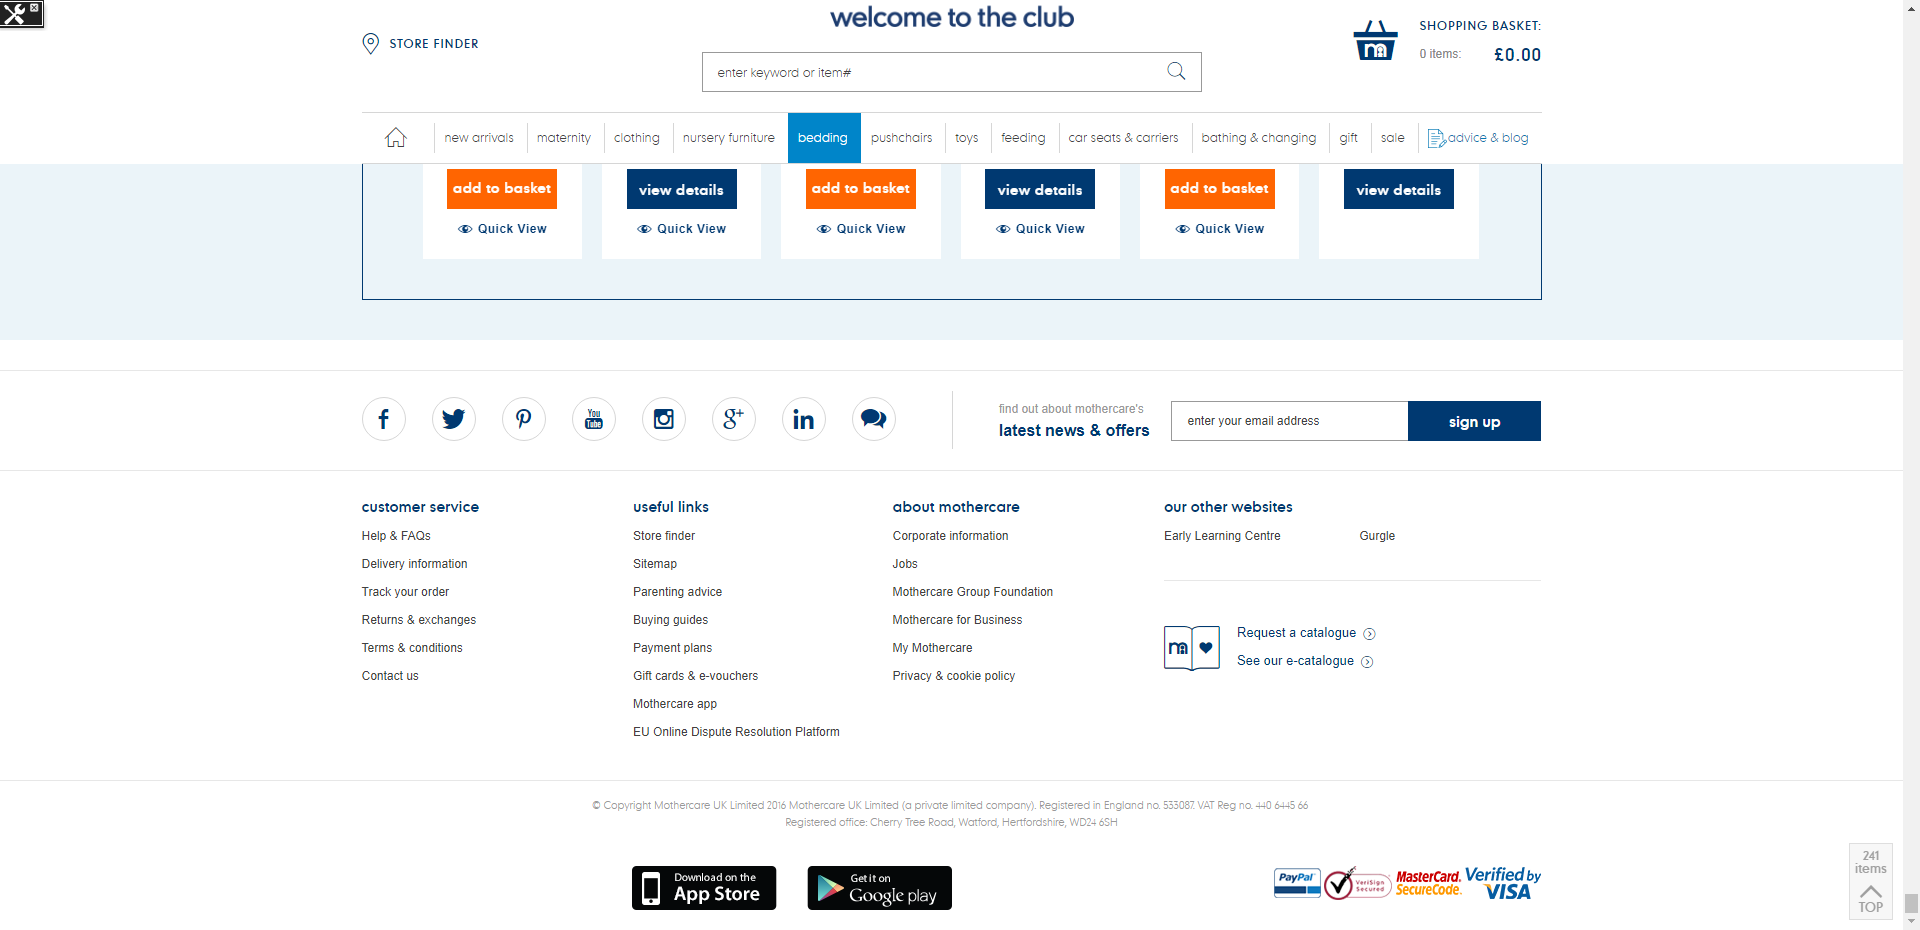 welcome to the club
STORE FINDER
SHOPPING BASKET:
0 items: £0.00
enter keyword or item#
new arrivals
maternity
clothing
nursery furniture
bedding
pushchairs
toys
feeding
car seats & carriers
bathing & changing
gift
sale
advice & blog
add to basket
view details
add to basket
view details
add to basket
view details
Quick View
Quick View
Quick View
Quick View
Quick View
find out about mothercare's
latest news & offers
enter your email address
sign up
customer service
Help & FAQs
Delivery information
Track your order
Returns & exchanges
Terms & conditions
Contact us
useful links
Store finder
Sitemap
Parenting advice
Buying guides
Payment plans
Gift cards & e-vouchers
Mothercare app
EU Online Dispute Resolution Platform
about mothercare
Corporate information
Jobs
Mothercare Group Foundation
Mothercare for Business
My Mothercare
Privacy & cookie policy
our other websites
Early Learning Centre
Gurgle
Request a catalogue
See our e-catalogue
© Copyright Mothercare UK Limited 2016 Mothercare UK Limited (a private limited company). Registered in England no. 533087. VAT Reg no. 440 6445 66
Registered office: Cherry Tree Road, Watford, Hertfordshire, WD24 6SH
Download on the
App Store
Get it on
Google play
PayPal
VeriSign
Secured
MasterCard.
SecureCode.
Verified by
VISA
241
items
TOP